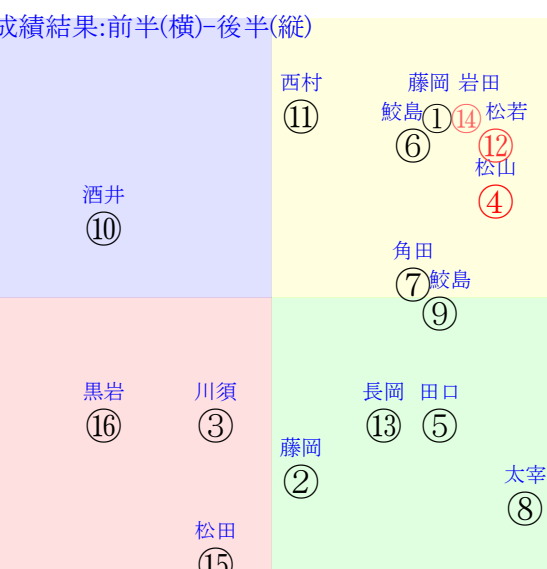 成績結果:前半(横)-後半(縦)
西村
⑪
藤岡
①
岩田
⑭
鮫島
⑥
松若
⑫
松山
④
酒井
⑩
角田
⑦
鮫島
⑨
黒岩
⑯
川須
③
長岡
⑬
田口
⑤
藤岡
②
太宰
⑧
松田
⑮